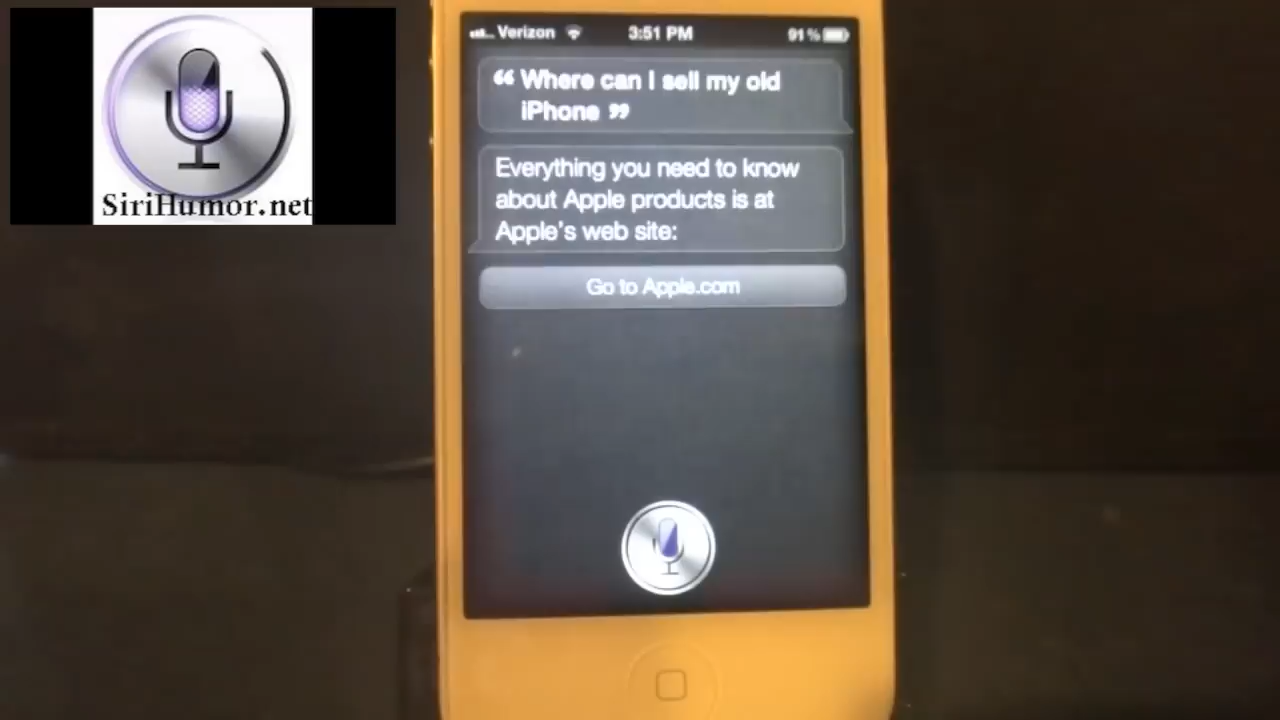 SiriHumor.net
Verizon 3:51 PM 91%
“ Where can I sell my old
iPhone ”
Everything you need to know
about Apple products is at
Apple's web site:
Go to Apple.com